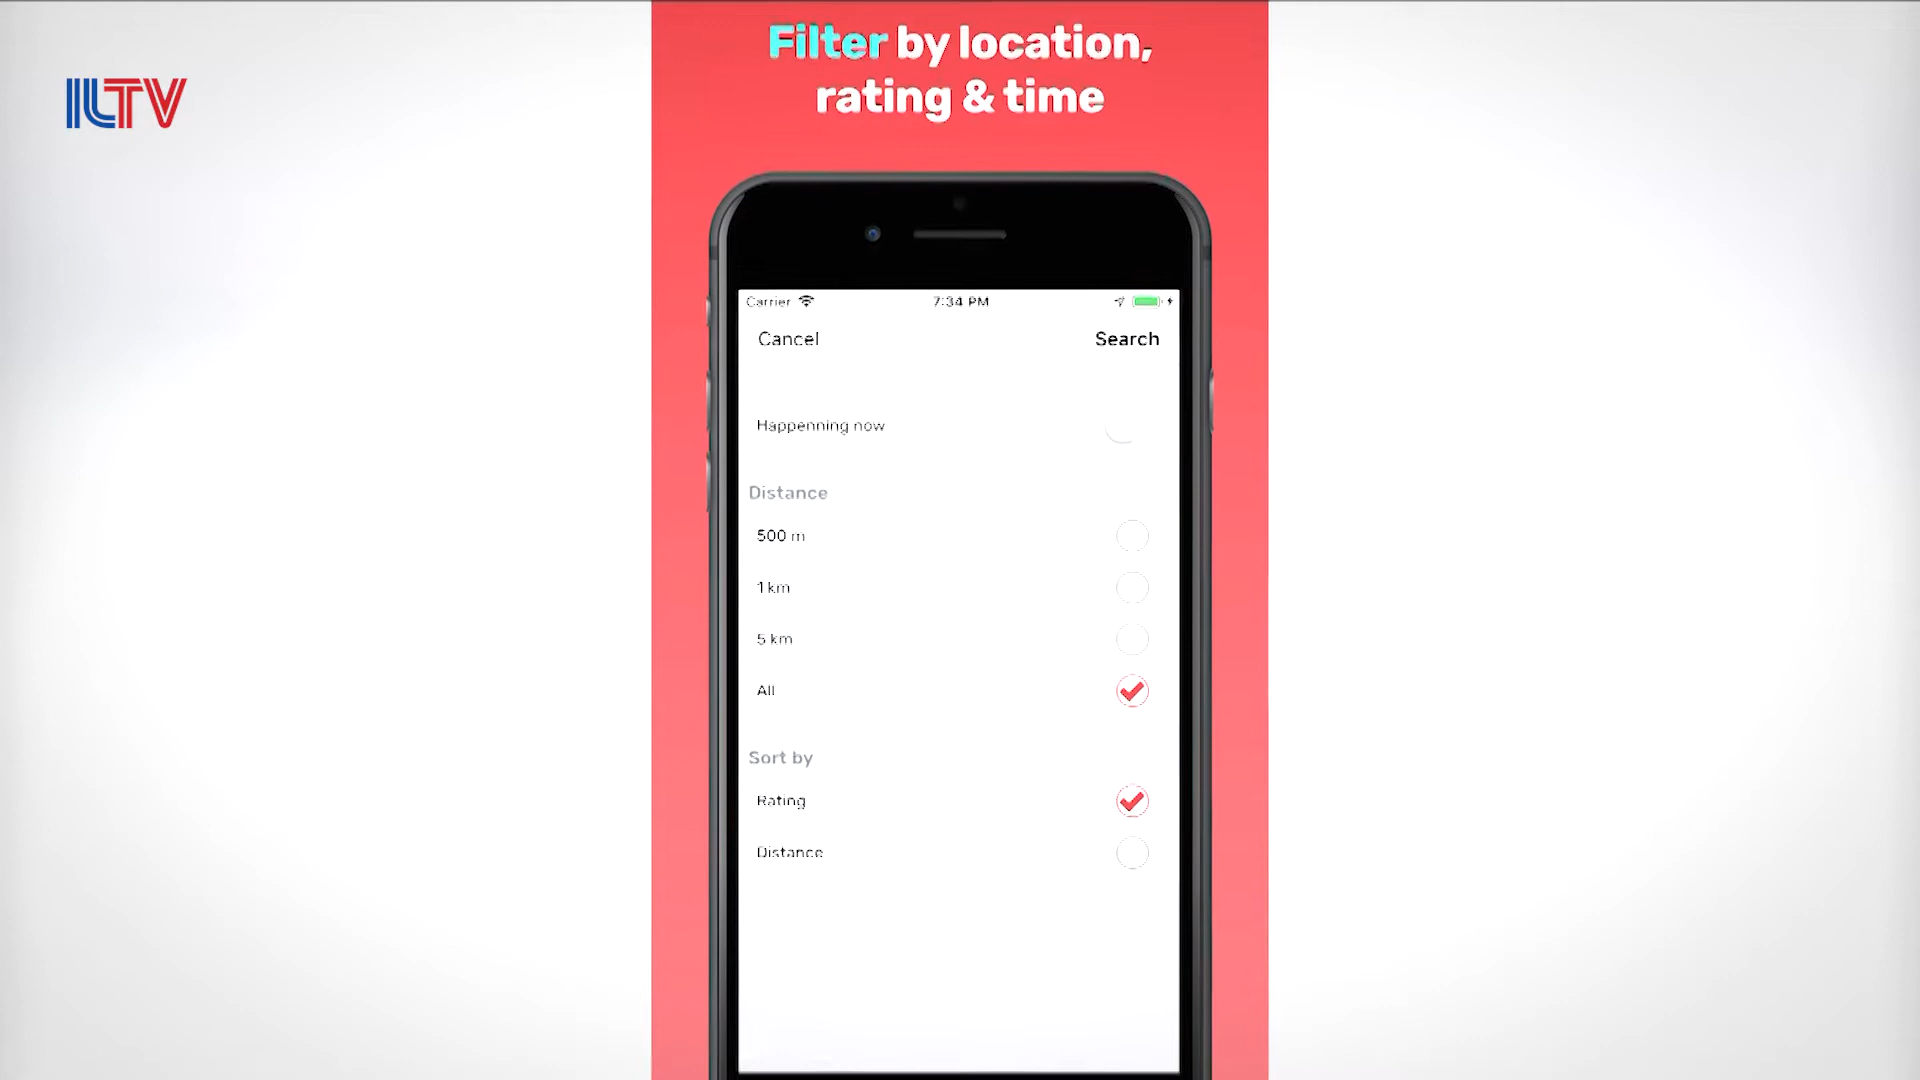 Filter by location,
rating & time
ILTV
Carrier
7:34 PM
Cancel
Search
Happenning now
Distance
500 m
1 km
5 km
All
Sort by
Rating
Distance